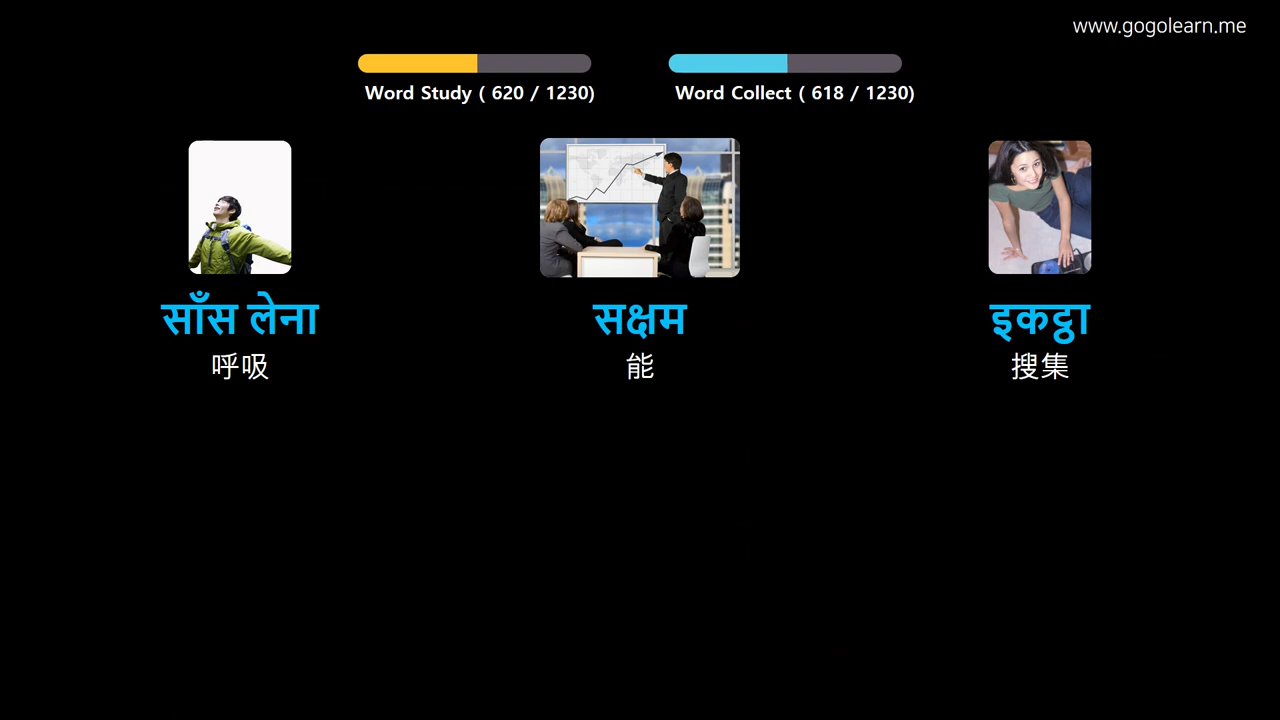 www.gogolearn.me
Word Study ( 620 / 1230)
Word Collect ( 618 / 1230)
साँस लेना
सक्षम
इकट्ठा
呼吸
能
搜集